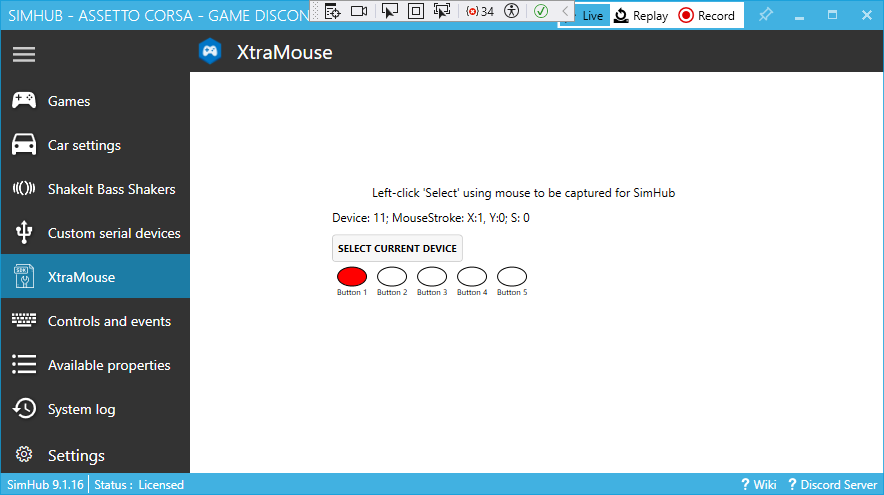 SIMHUB - ASSETTO CORSA - GAME DISCON
34
Live
Replay
Record
XtraMouse
Games
Car settings
ShakeIt Bass Shakers
Custom serial devices
XtraMouse
Controls and events
Available properties
System log
Settings
Left-click 'Select' using mouse to be captured for SimHub
Device: 11; MouseStroke: X:1, Y:0; S: 0
SELECT CURRENT DEVICE
Button 1 Button 2 Button 3 Button 4 Button 5
SimHub 9.1.16 Status : Licensed ? Wiki ? Discord Server